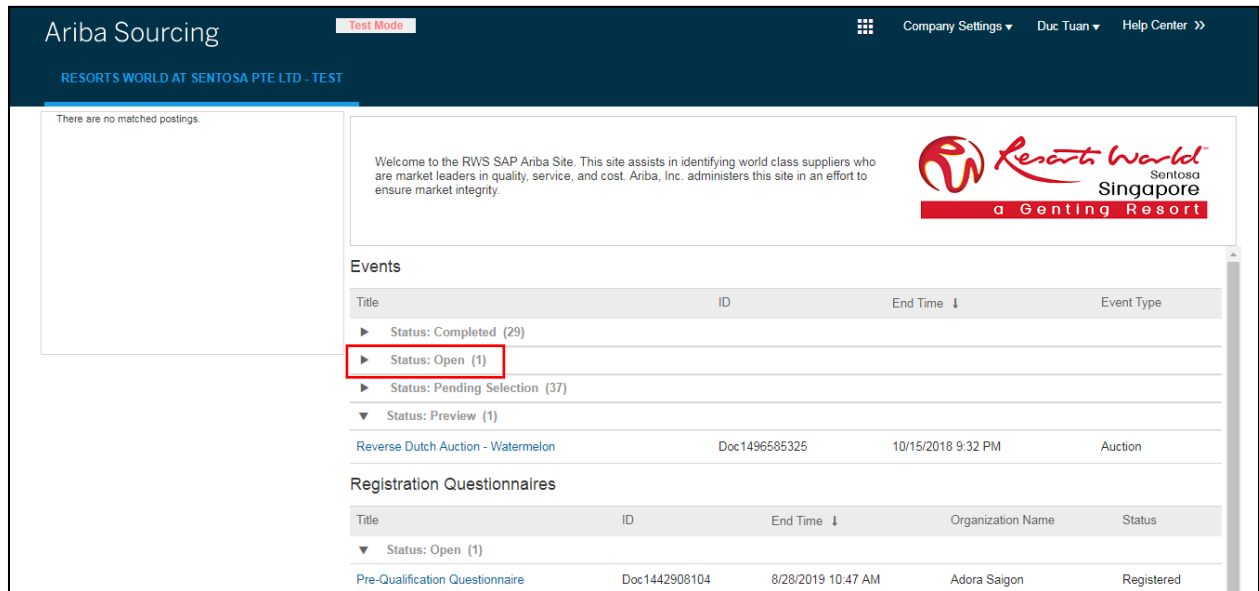 Ariba Sourcing
Test Mode
Company Settings
Duc Tuan
Help Center »
RESORTS WORLD AT SENTOSA PTE LTD - TEST
There are no matched postings.
Welcome to the RWS SAP Ariba Site. This site assists in identifying world class suppliers who
are market leaders in quality, service, and cost. Ariba, Inc. administers this site in an effort to
ensure market integrity.
RW
Resorts World
Sentosa
Singapore
a Genting Resort
Events
Title ID End Time Event Type
Status: Completed (29)
Status: Open (1)
Status: Pending Selection (37)
Status: Preview (1)
Reverse Dutch Auction - Watermelon Doc1496585325 10/15/2018 9:32 PM Auction
Registration Questionnaires
Title ID End Time Organization Name Status
Status: Open (1)
Pre-Qualification Questionnaire Doc1442908104 8/28/2019 10:47 AM Adora Saigon Registered